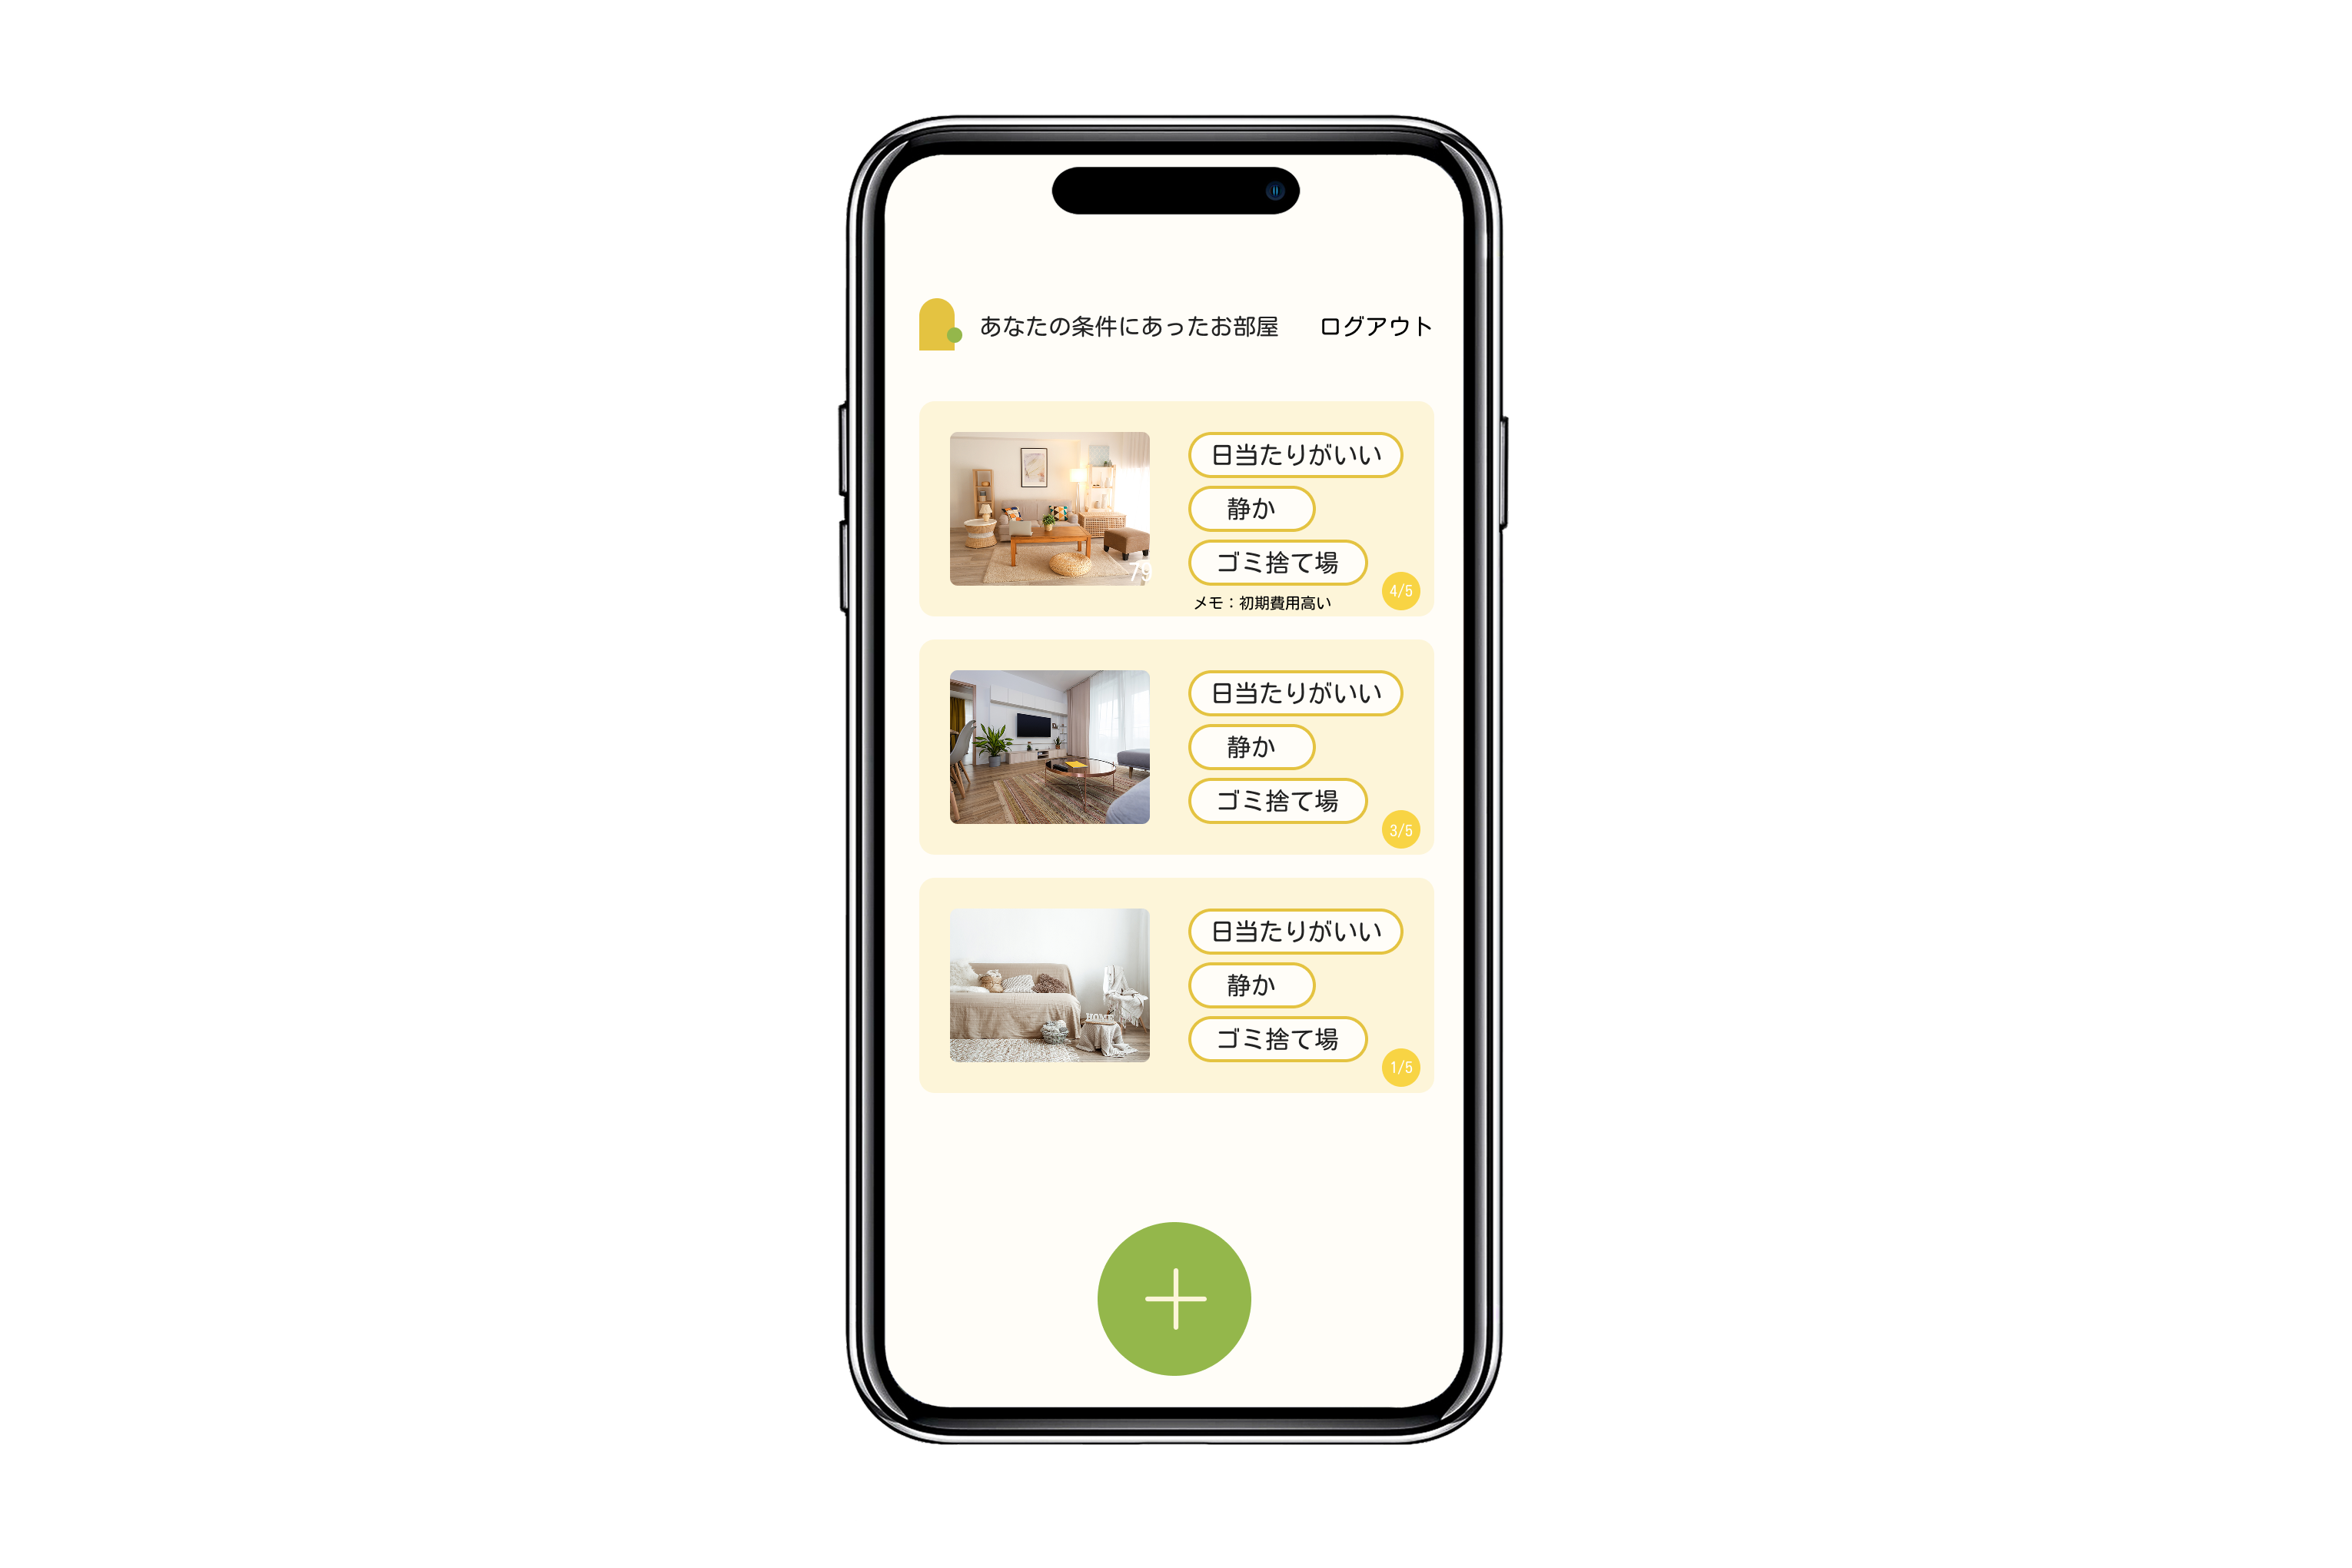 あなたの条件にあったお部屋 ログアウト
日当たりがいい
静か
ゴミ捨て場
79
メモ：初期費用高い
4/5
日当たりがいい
静か
ゴミ捨て場
3/5
日当たりがいい
静か
ゴミ捨て場
HOME
1/5